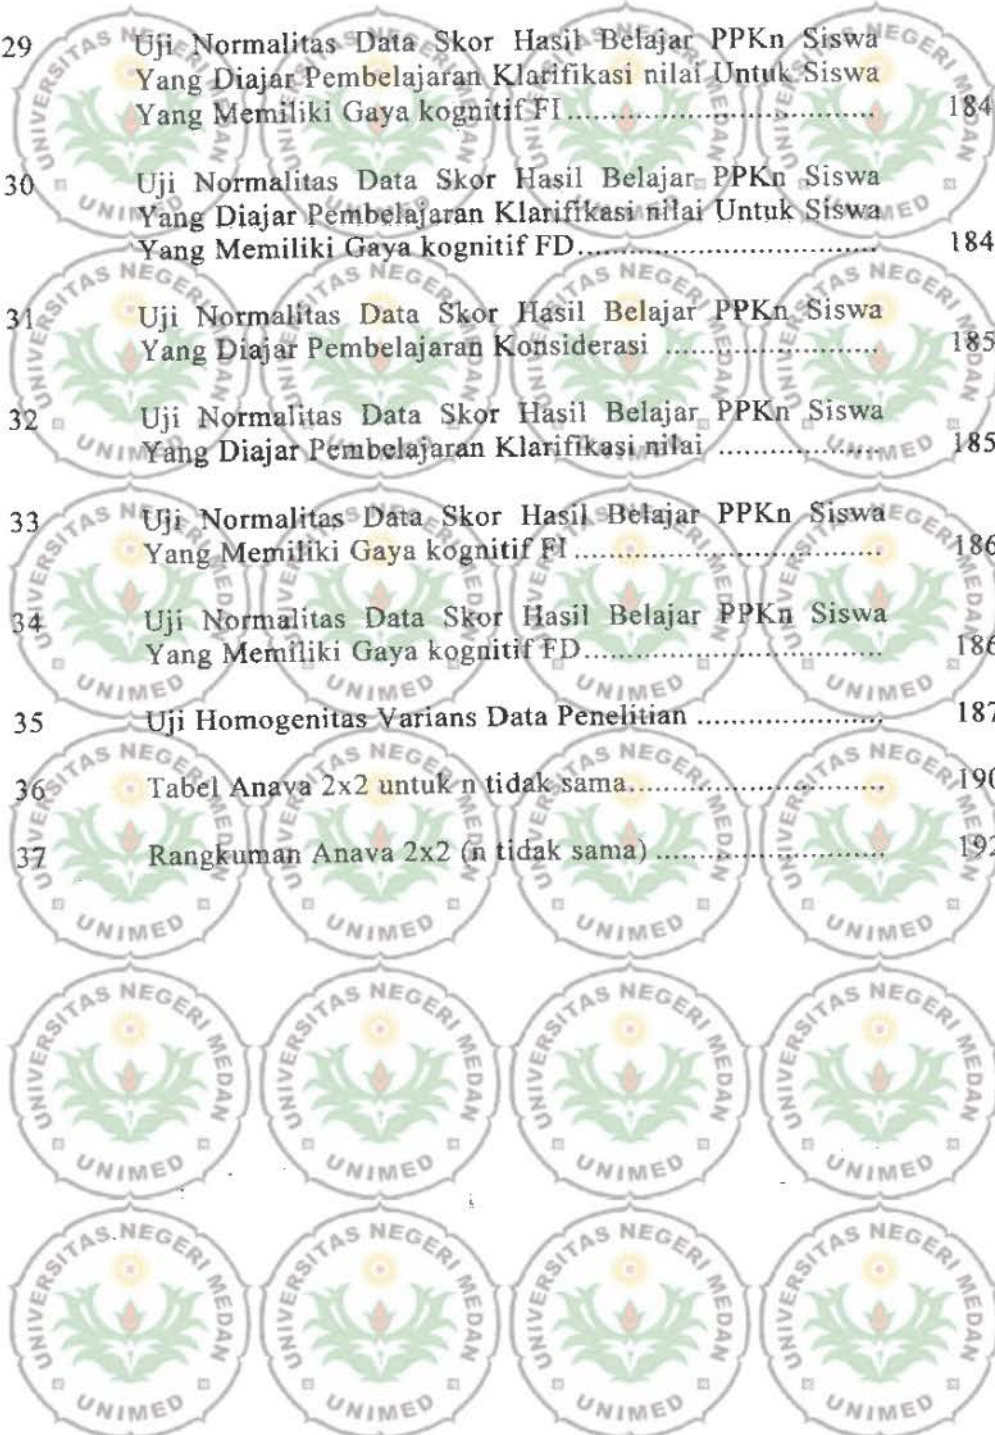 29 Uji Normalitas Data Skor Hasil Belajar PPKn Siswa
Yang Diajar Pembelajaran Klarifikasi nilai Untuk Siswa
Yang Memiliki Gaya kognitif FI ................................. 184
30 Uji Normalitas Data Skor Hasil Belajar PPKn Siswa
Yang Diajar Pembelajaran Klarifikasi nilai Untuk Siswa
Yang Memiliki Gaya kognitif FD ................................ 184
31 Uji Normalitas Data Skor Hasil Belajar PPKn Siswa
Yang Diajar Pembelajaran Konsiderasi ....................... 185
32 Uji Normalitas Data Skor Hasil Belajar PPKn Siswa
Yang Diajar Pembelajaran Klarifikasi nilai ................. 185
33 Uji Normalitas Data Skor Hasil Belajar PPKn Siswa
Yang Memiliki Gaya kognitif FI ................................. 186
34 Uji Normalitas Data Skor Hasil Belajar PPKn Siswa
Yang Memiliki Gaya kognitif FD ................................ 186
35 Uji Homogenitas Varians Data Penelitian .................... 187
36 Tabel Anava 2x2 untuk n tidak sama ........................... 190
37 Rangkuman Anava 2x2 (n tidak sama) ........................ 192
UNIVERSITAS NEGERI MEDAN
UNIMED